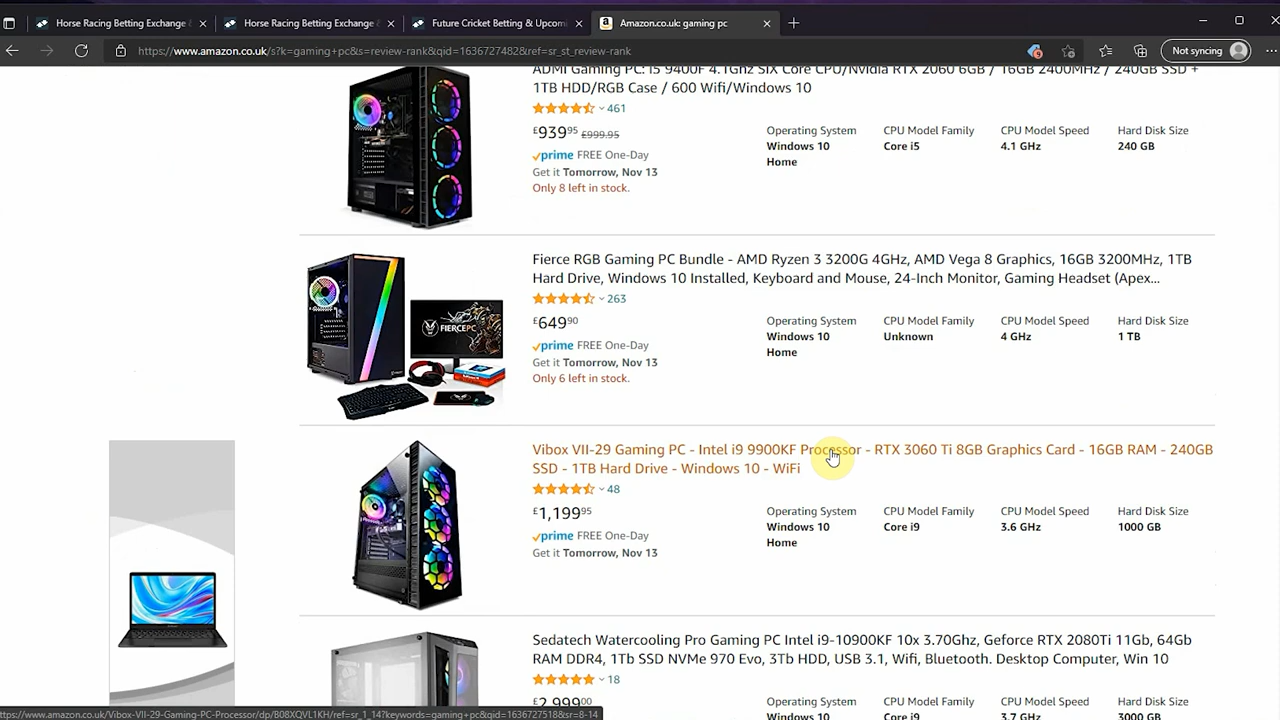 Horse Racing Betting Exchange &
Horse Racing Betting Exchange &
Future Cricket Betting & Upcomi
Amazon.co.uk: gaming pc
https://www.amazon.co.uk/s?k=gaming+pc&s=review-rank&qid=1636727482&ref=sr_st_review-rank
Not syncing
ADMI Gaming PC: i5 9400F 4.1Ghz SIX Core CPU/Nvidia RTX 2060 6GB / 16GB 2400MHz / 240GB SSD +
1TB HDD/RGB Case / 600 Wifi/Windows 10
461
£939.95 £999.95
prime FREE One-Day
Get it Tomorrow, Nov 13
Only 8 left in stock.
Operating System
Windows 10
Home
CPU Model Family
Core i5
CPU Model Speed
4.1 GHz
Hard Disk Size
240 GB
Fierce RGB Gaming PC Bundle - AMD Ryzen 3 3200G 4GHz, AMD Vega 8 Graphics, 16GB 3200MHz, 1TB
Hard Drive, Windows 10 Installed, Keyboard and Mouse, 24-Inch Monitor, Gaming Headset (Apex...
263
£649.90
prime FREE One-Day
Get it Tomorrow, Nov 13
Only 6 left in stock.
Operating System
Windows 10
Home
CPU Model Family
Unknown
CPU Model Speed
4 GHz
Hard Disk Size
1 TB
FIERCEPC
Vibox VII-29 Gaming PC - Intel i9 9900KF Processor - RTX 3060 Ti 8GB Graphics Card - 16GB RAM - 240GB
SSD - 1TB Hard Drive - Windows 10 - WiFi
48
£1,199.95
prime FREE One-Day
Get it Tomorrow, Nov 13
Operating System
Windows 10
Home
CPU Model Family
Core i9
CPU Model Speed
3.6 GHz
Hard Disk Size
1000 GB
Sedatech Watercooling Pro Gaming PC Intel i9-10900KF 10x 3.70Ghz, Geforce RTX 2080Ti 11Gb, 64Gb
RAM DDR4, 1Tb SSD NVMe 970 Evo, 3Tb HDD, USB 3.1, Wifi, Bluetooth. Desktop Computer, Win 10
18
£2,999.00
Operating System
Windows 10
CPU Model Family
Core i9
CPU Model Speed
3.7 GHz
Hard Disk Size
3000 GB
https://www.amazon.co.uk/Vibox-VII-29-Gaming-PC-Processor/dp/B08XQVL1KH/ref=sr_1_14?keywords=gaming+pc&qid=1636727518&sr=8-14